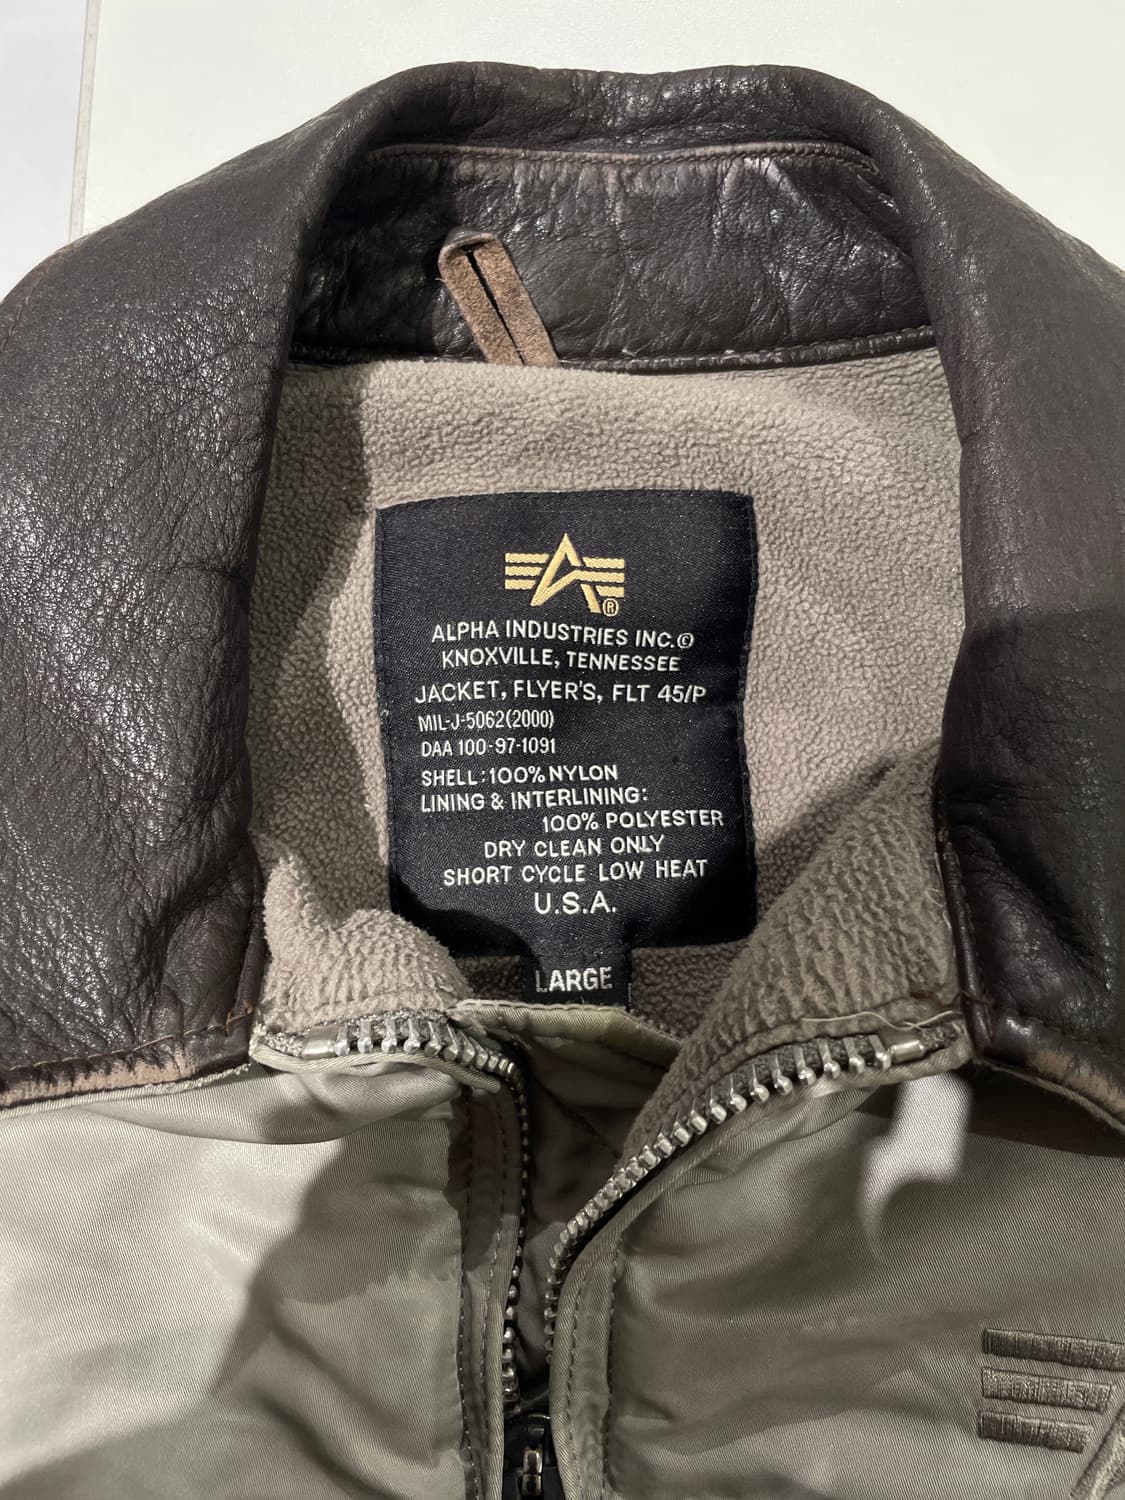 ®
ALPHA INDUSTRIES INC.©
KNOXVILLE, TENNESSEE
JACKET, FLYER'S, FLT 45/P
MIL-J-5062(2000)
DAA 100-97-1091
SHELL: 100% NYLON
LINING & INTERLINING:
100% POLYESTER
DRY CLEAN ONLY
SHORT CYCLE LOW HEAT
U.S.A.
LARGE